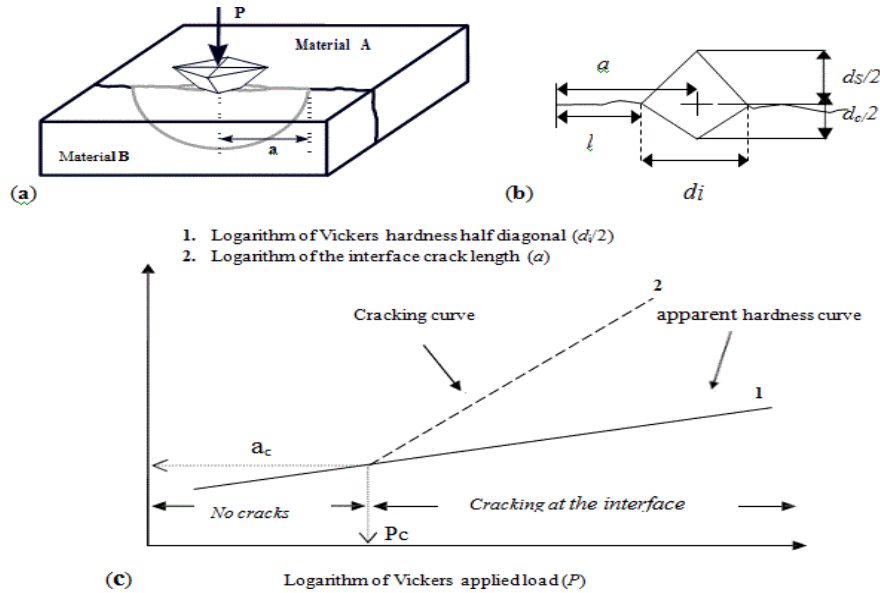 P
Material A
a
Material B
(a)
a
ds/2
dc/2
l
di
(b)
1. Logarithm of Vickers hardness half diagonal (di/2)
2. Logarithm of the interface crack length (a)
2
Cracking curve
apparent hardness curve
1
ac
No cracks
Cracking at the interface
Pc
(c)
Logarithm of Vickers applied load (P)